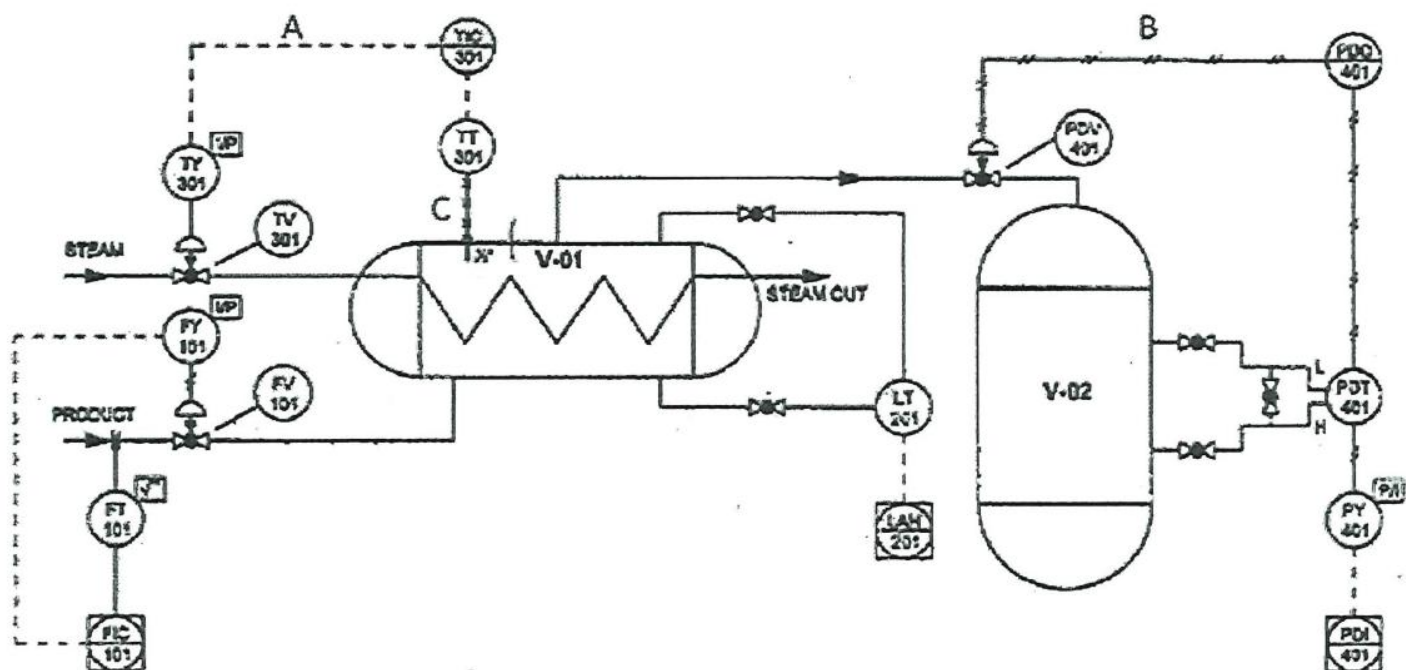 A
B
TIC
301
PDC
401
I/P
TT
301
PDV
401
TY
301
C
TV
301
STEAM
V-01
STEAM OUT
I/P
FY
101
FV
101
L
PRODUCT
LT
201
V-02
PDT
401
H
FT
101
LAH
201
PY
401
FIC
101
PDI
401